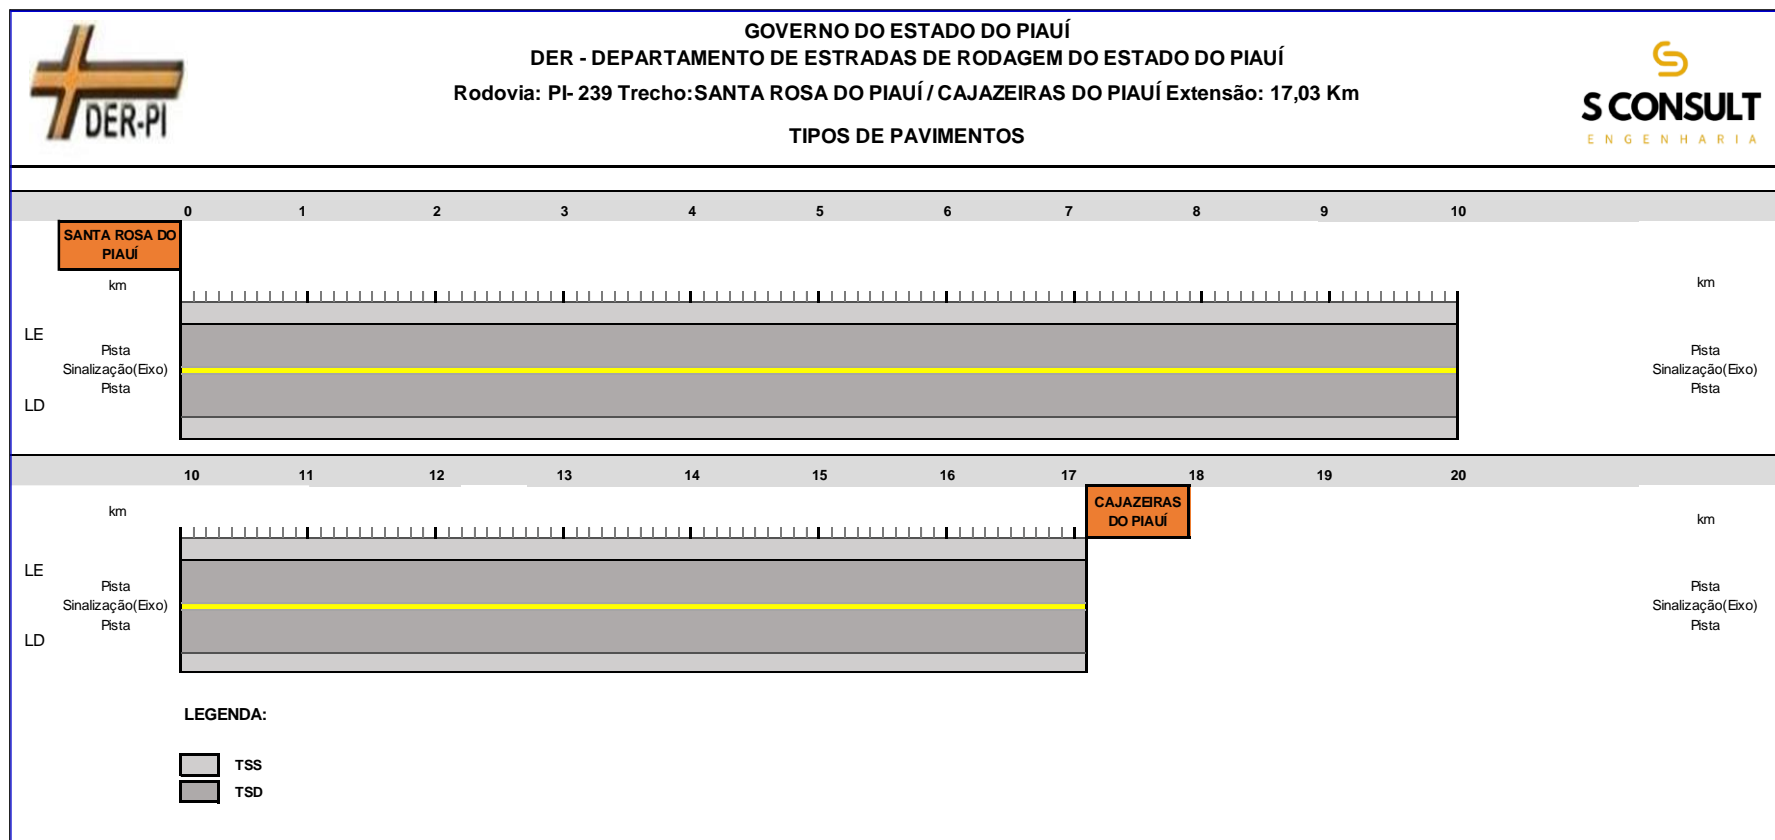 GOVERNO DO ESTADO DO PIAUÍ
DER - DEPARTAMENTO DE ESTRADAS DE RODAGEM DO ESTADO DO PIAUÍ
Rodovia: PI- 239 Trecho:SANTA ROSA DO PIAUÍ / CAJAZEIRAS DO PIAUÍ Extensão: 17,03 Km
TIPOS DE PAVIMENTOS
DER-PI
S CONSULT
ENGENHARIA
0 1 2 3 4 5 6 7 8 9 10
SANTA ROSA DO
PIAUÍ
km km
LE
Pista Pista
Sinalização(Eixo) Sinalização(Eixo)
Pista Pista
LD
10 11 12 13 14 15 16 17 18 19 20
CAJAZEIRAS
DO PIAUÍ
km km
LE
Pista Pista
Sinalização(Eixo) Sinalização(Eixo)
Pista Pista
LD
LEGENDA:
TSS
TSD